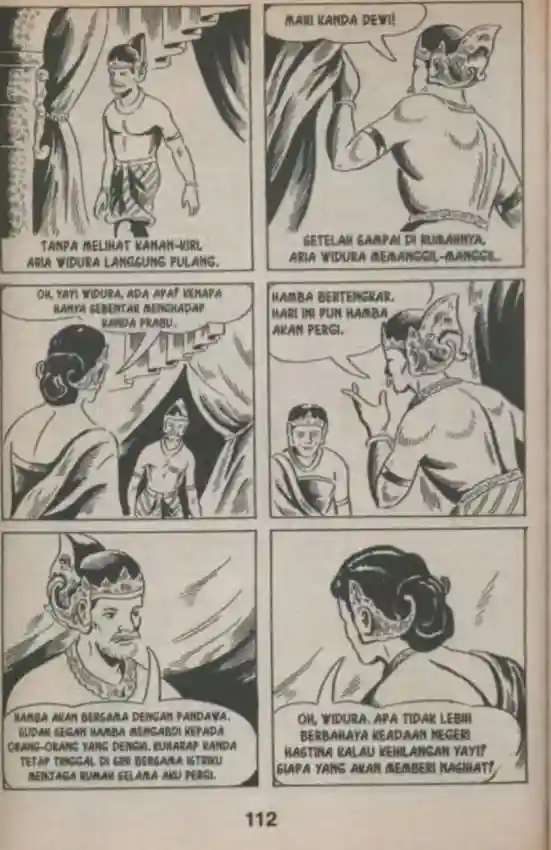 MARI KANDA DEWI!
TANPA MELIHAT KANAN-KIRI,
ARIA WIDURA LANGSUNG PULANG.
SETELAH SAMPAI DI RUMAHNYA,
ARIA WIDURA MEMANGGIL-MANGGIL.
OH, YAYI WIDURA, ADA APA? KENAPA
HANYA SEBENTAR MENGHADAP
KANDA PRABU.
HAMBA BERTENGKAR.
HARI INI PUN HAMBA
AKAN PERGI.
HAMBA AKAN BERSAMA DENGAN PANDAWA.
SUDAH SEGAN HAMBA MENGABDI KEPADA
ORANG-ORANG YANG DENGKI. KUHARAP KANDA
TETAP TINGGAL DI SINI BERSAMA ISTRIKU
MENJAGA RUMAH SELAMA AKU PERGI.
OH, WIDURA. APA TIDAK LEBIH
BERBAHAYA KEADAAN NEGERI
HASTINA KALAU KEHILANGAN YAYI?
SIAPA YANG AKAN MEMBERI NASIHAT?
112